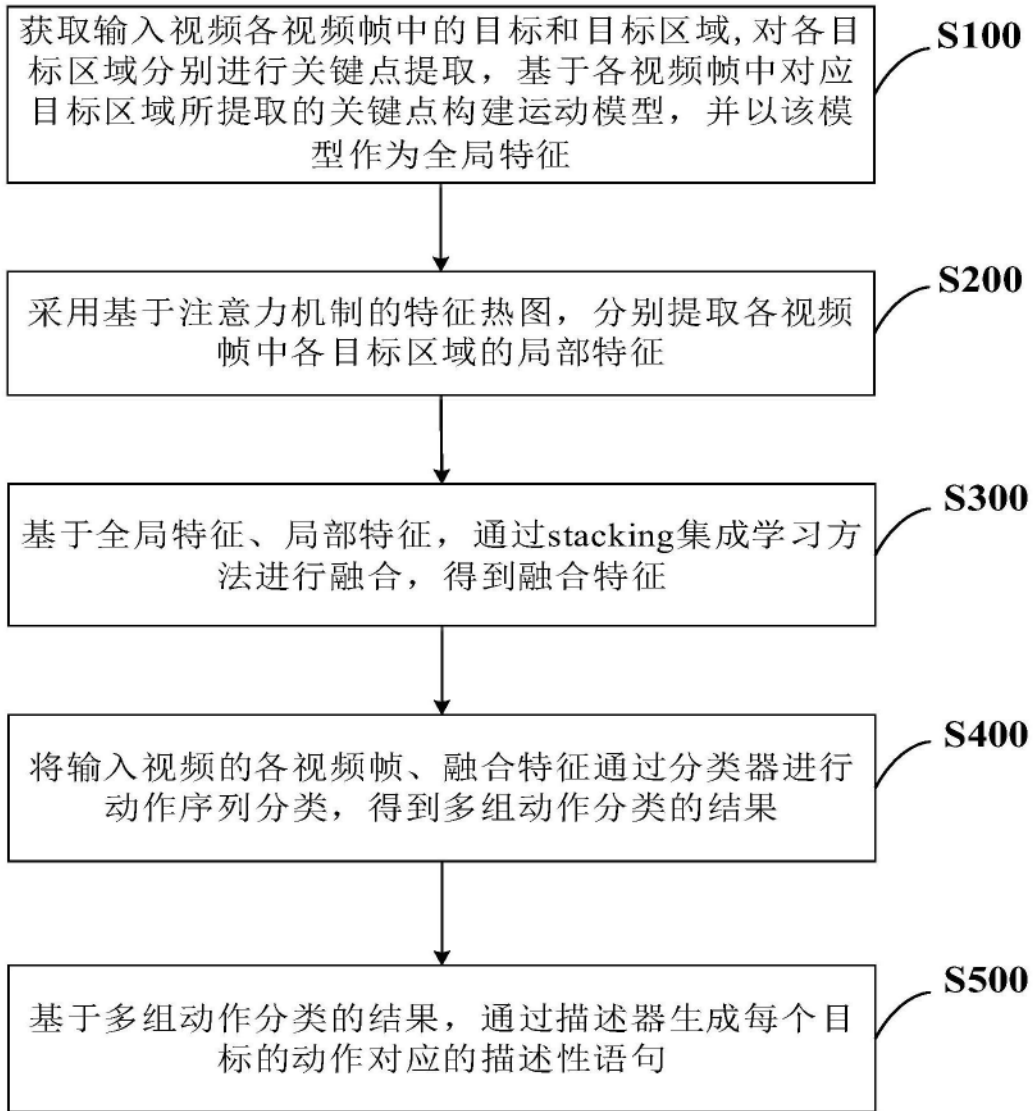 获取输入视频各视频帧中的目标和目标区域,对各目
标区域分别进行关键点提取，基于各视频帧中对应
目标区域所提取的关键点构建运动模型，并以该模
型作为全局特征
S100
采用基于注意力机制的特征热图，分别提取各视频
帧中各目标区域的局部特征
S200
基于全局特征、局部特征，通过stacking集成学习方
法进行融合，得到融合特征
S300
将输入视频的各视频帧、融合特征通过分类器进行
动作序列分类，得到多组动作分类的结果
S400
基于多组动作分类的结果，通过描述器生成每个目
标的动作对应的描述性语句
S500